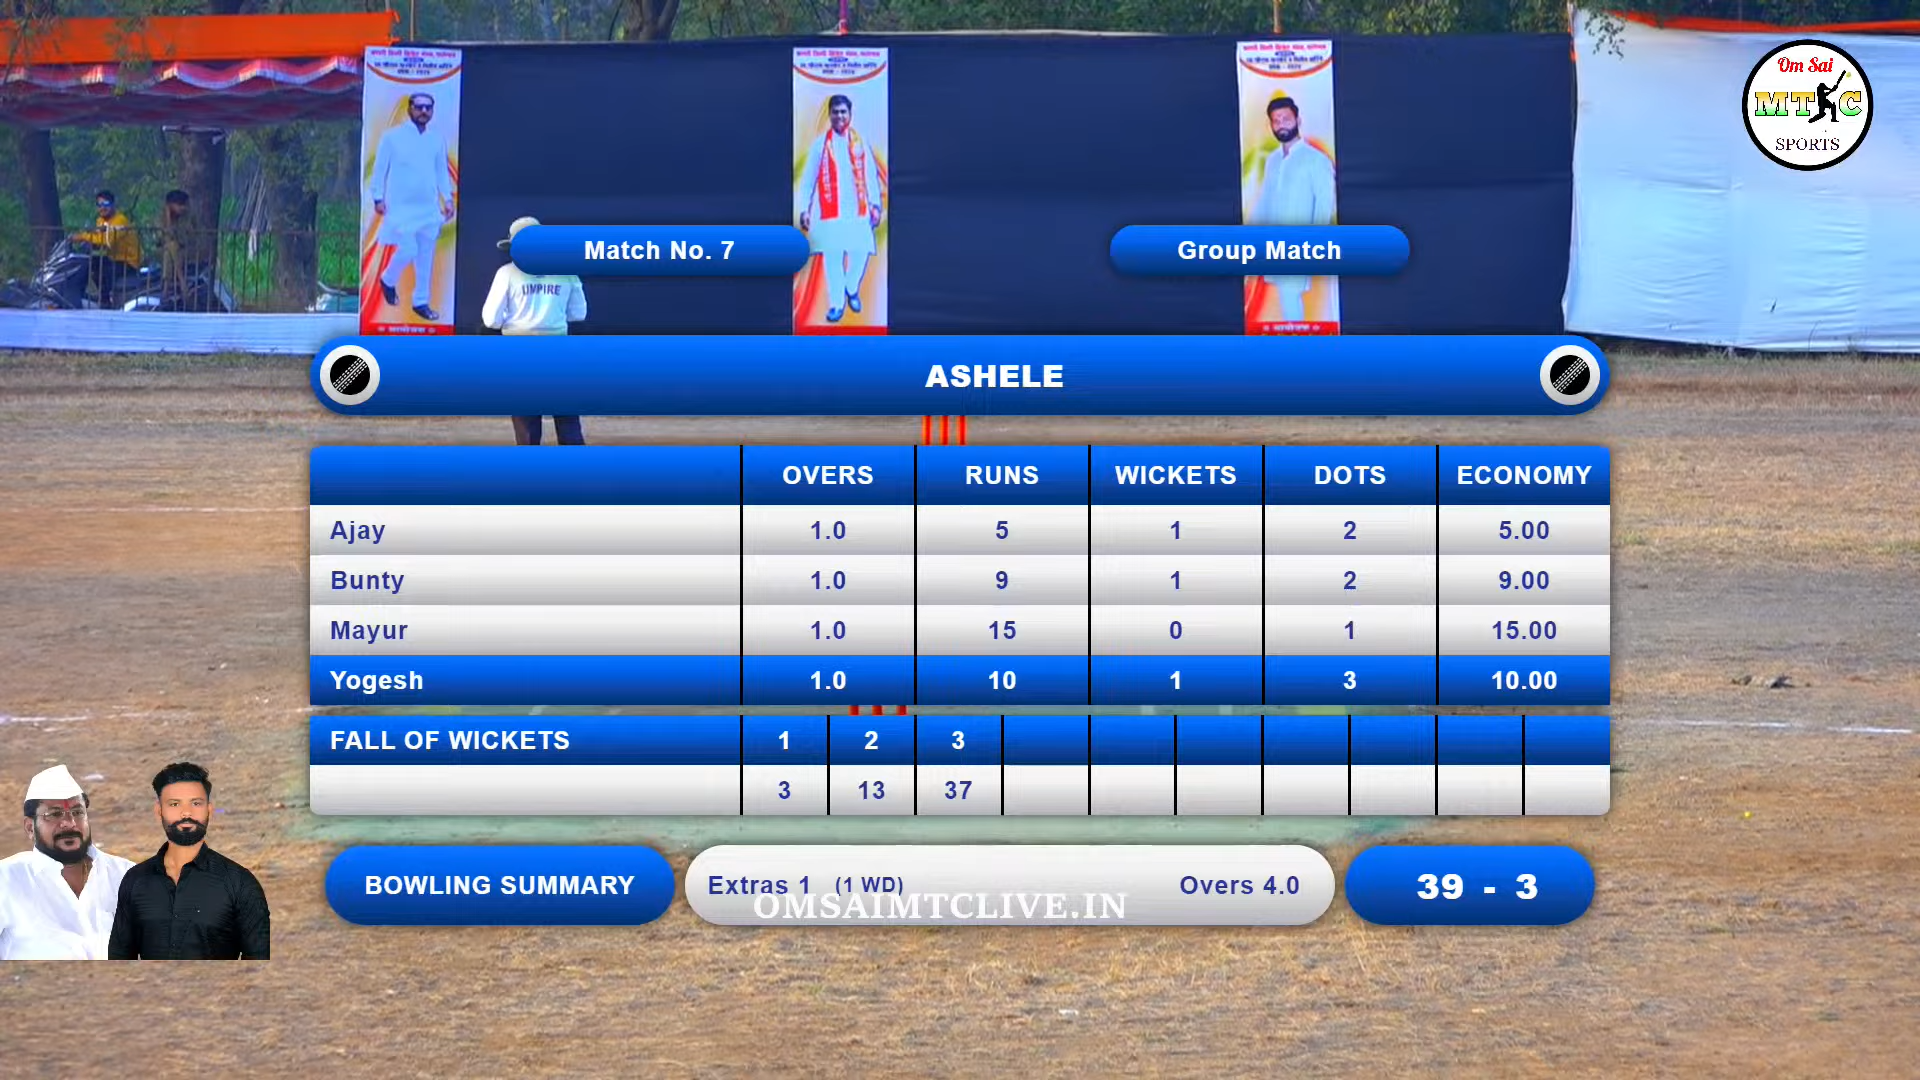 Om Sai
MTC
SPORTS
Match No. 7
Group Match
UMPIRE
ASHELE
OVERS RUNS WICKETS DOTS ECONOMY
Ajay 1.0 5 1 2 5.00
Bunty 1.0 9 1 2 9.00
Mayur 1.0 15 0 1 15.00
Yogesh 1.0 10 1 3 10.00
FALL OF WICKETS 1 2 3
3 13 37
BOWLING SUMMARY
Extras 1 (1 WD) Overs 4.0
39 - 3
OMSAIMTCLIVE.IN